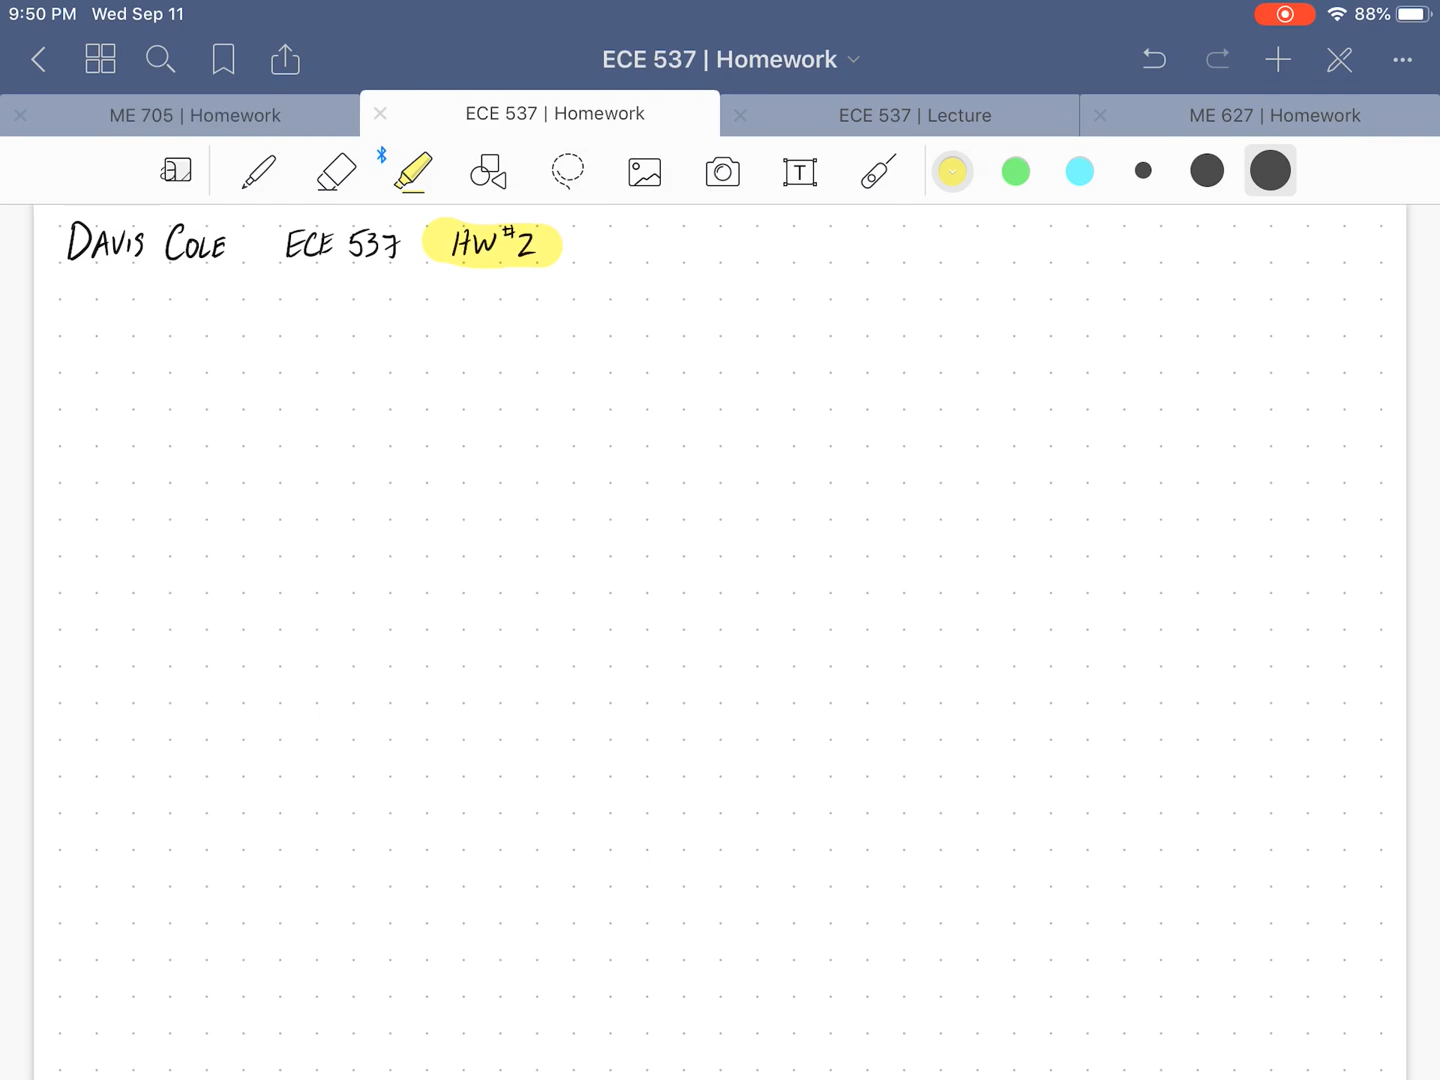 9:50 PM Wed Sep 11 88%
ECE 537 | Homework
ME 705 | Homework ECE 537 | Homework ECE 537 | Lecture ME 627 | Homework
a T
DAVIS COLE ECE 537 HW #2